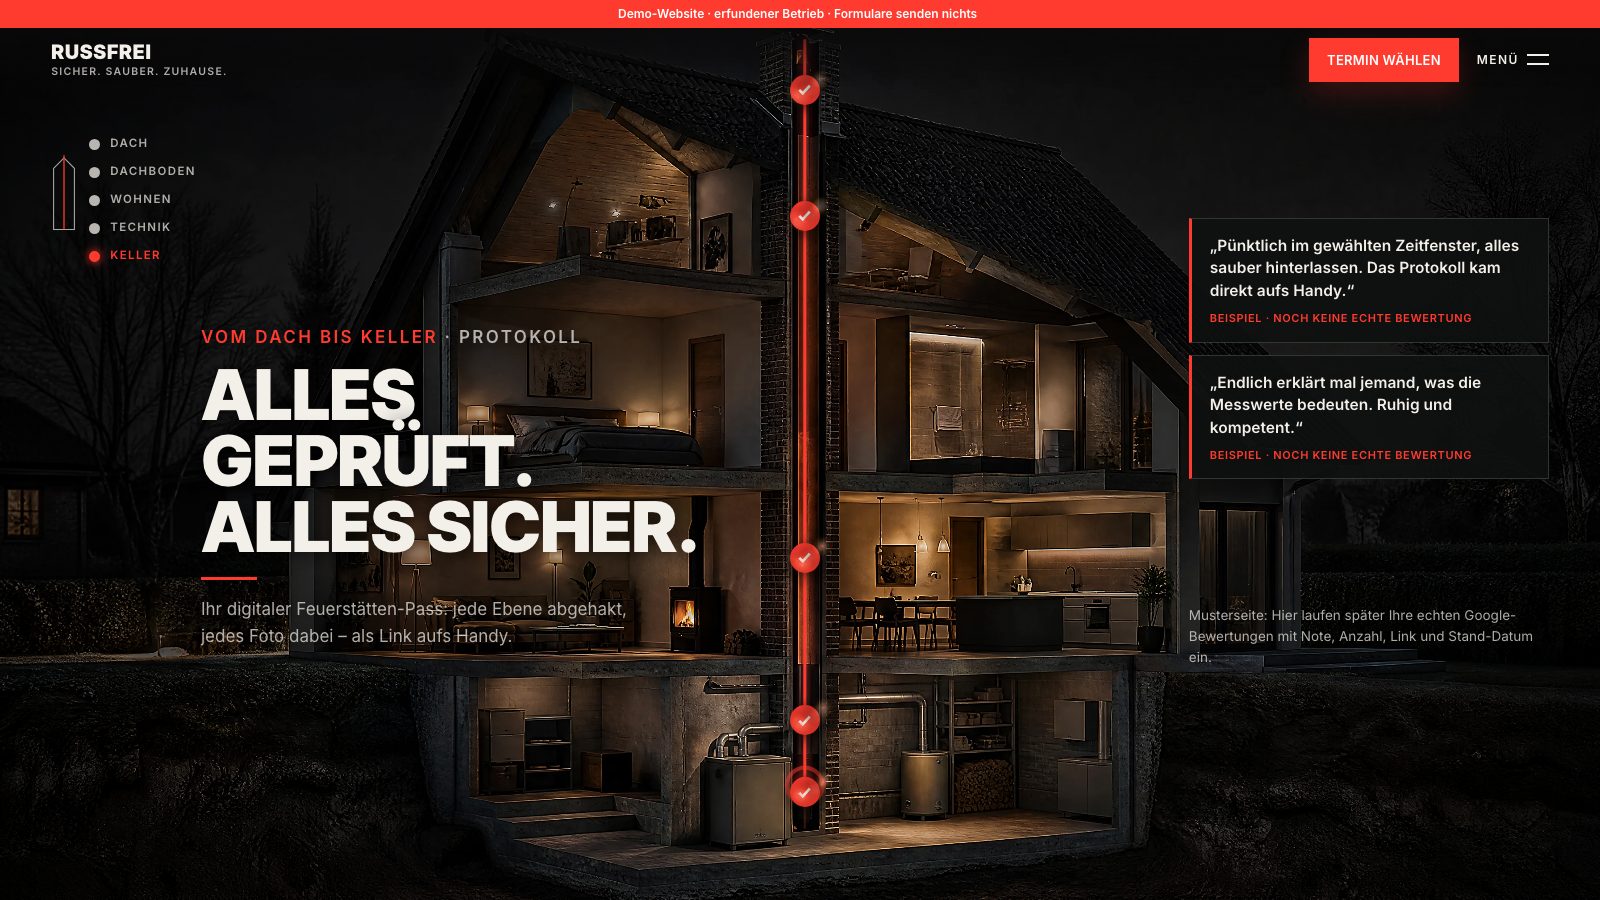 Demo-Website · erfundener Betrieb · Formulare senden nichts
RUSSFREI
SICHER. SAUBER. ZUHAUSE.
TERMIN WÄHLEN
MENÜ
DACH
DACHBODEN
WOHNEN
TECHNIK
KELLER
VOM DACH BIS KELLER · PROTOKOLL
ALLES
GEPRÜFT.
ALLES SICHER.
Ihr digitaler Feuerstätten-Pass: jede Ebene abgehakt,
jedes Foto dabei – als Link aufs Handy.
„Pünktlich im gewählten Zeitfenster, alles
sauber hinterlassen. Das Protokoll kam
direkt aufs Handy.“
BEISPIEL · NOCH KEINE ECHTE BEWERTUNG
„Endlich erklärt mal jemand, was die
Messwerte bedeuten. Ruhig und
kompetent.“
BEISPIEL · NOCH KEINE ECHTE BEWERTUNG
Musterseite: Hier laufen später Ihre echten Google-
Bewertungen mit Note, Anzahl, Link und Stand-Datum
ein.